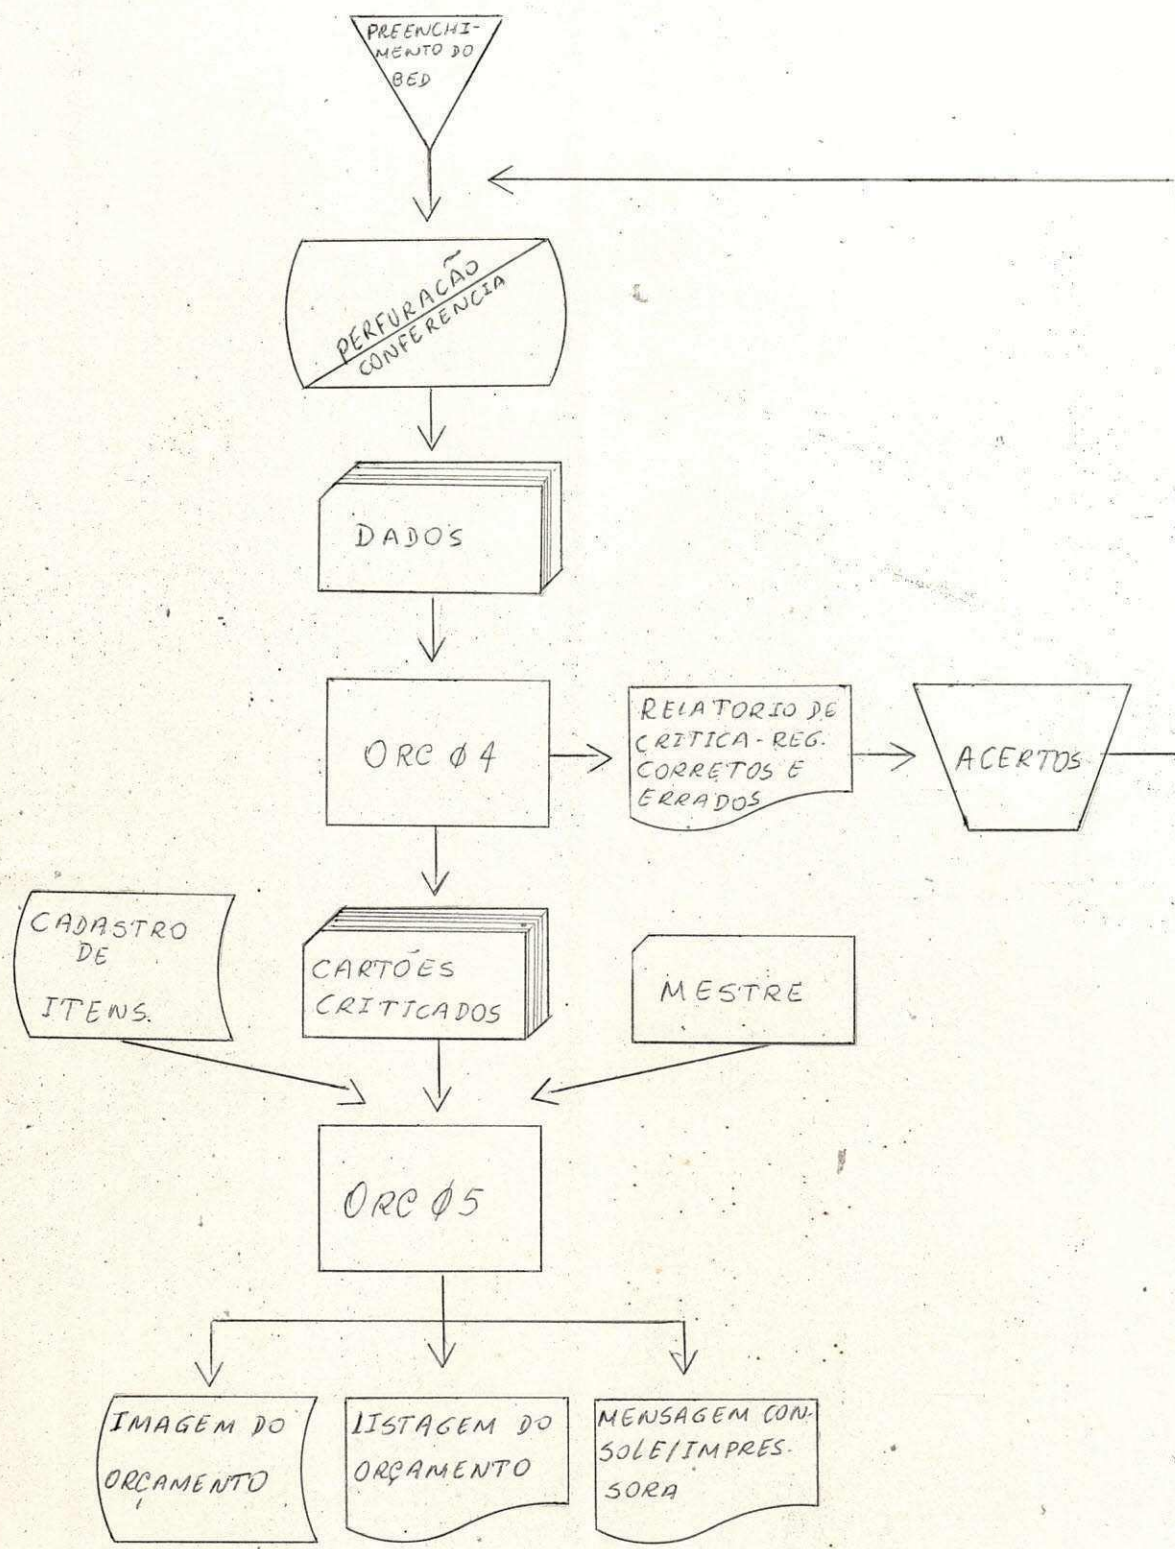 PREENCHI-
MENTO DO
BED
PERFURACÃO
CONFERENCIA
DADOS
ORC Ø4
RELATORIO DE
CRITICA-REG.
CORRETOS E
ERRADOS
ACERTOS
CADASTRO
DE
ITENS.
CARTÕES
CRITICADOS
MESTRE
ORC Ø5
IMAGEM DO
ORÇAMENTO
LISTAGEM DO
ORÇAMENTO
MENSAGEM CON-
SOLE/IMPRES-
SORA